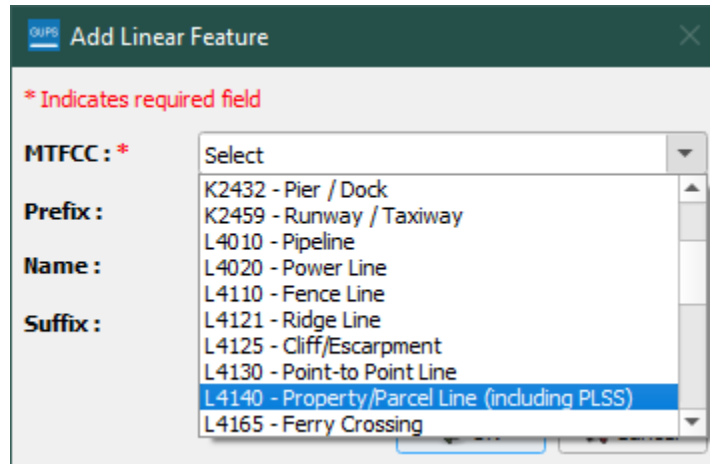 GUPS Add Linear Feature
* Indicates required field
MTFCC : * Select
K2432 - Pier / Dock
Prefix :
K2459 - Runway / Taxiway
L4010 - Pipeline
Name :
L4020 - Power Line
L4110 - Fence Line
Suffix :
L4121 - Ridge Line
L4125 - Cliff/Escarpment
L4130 - Point-to Point Line
L4140 - Property/Parcel Line (including PLSS)
L4165 - Ferry Crossing